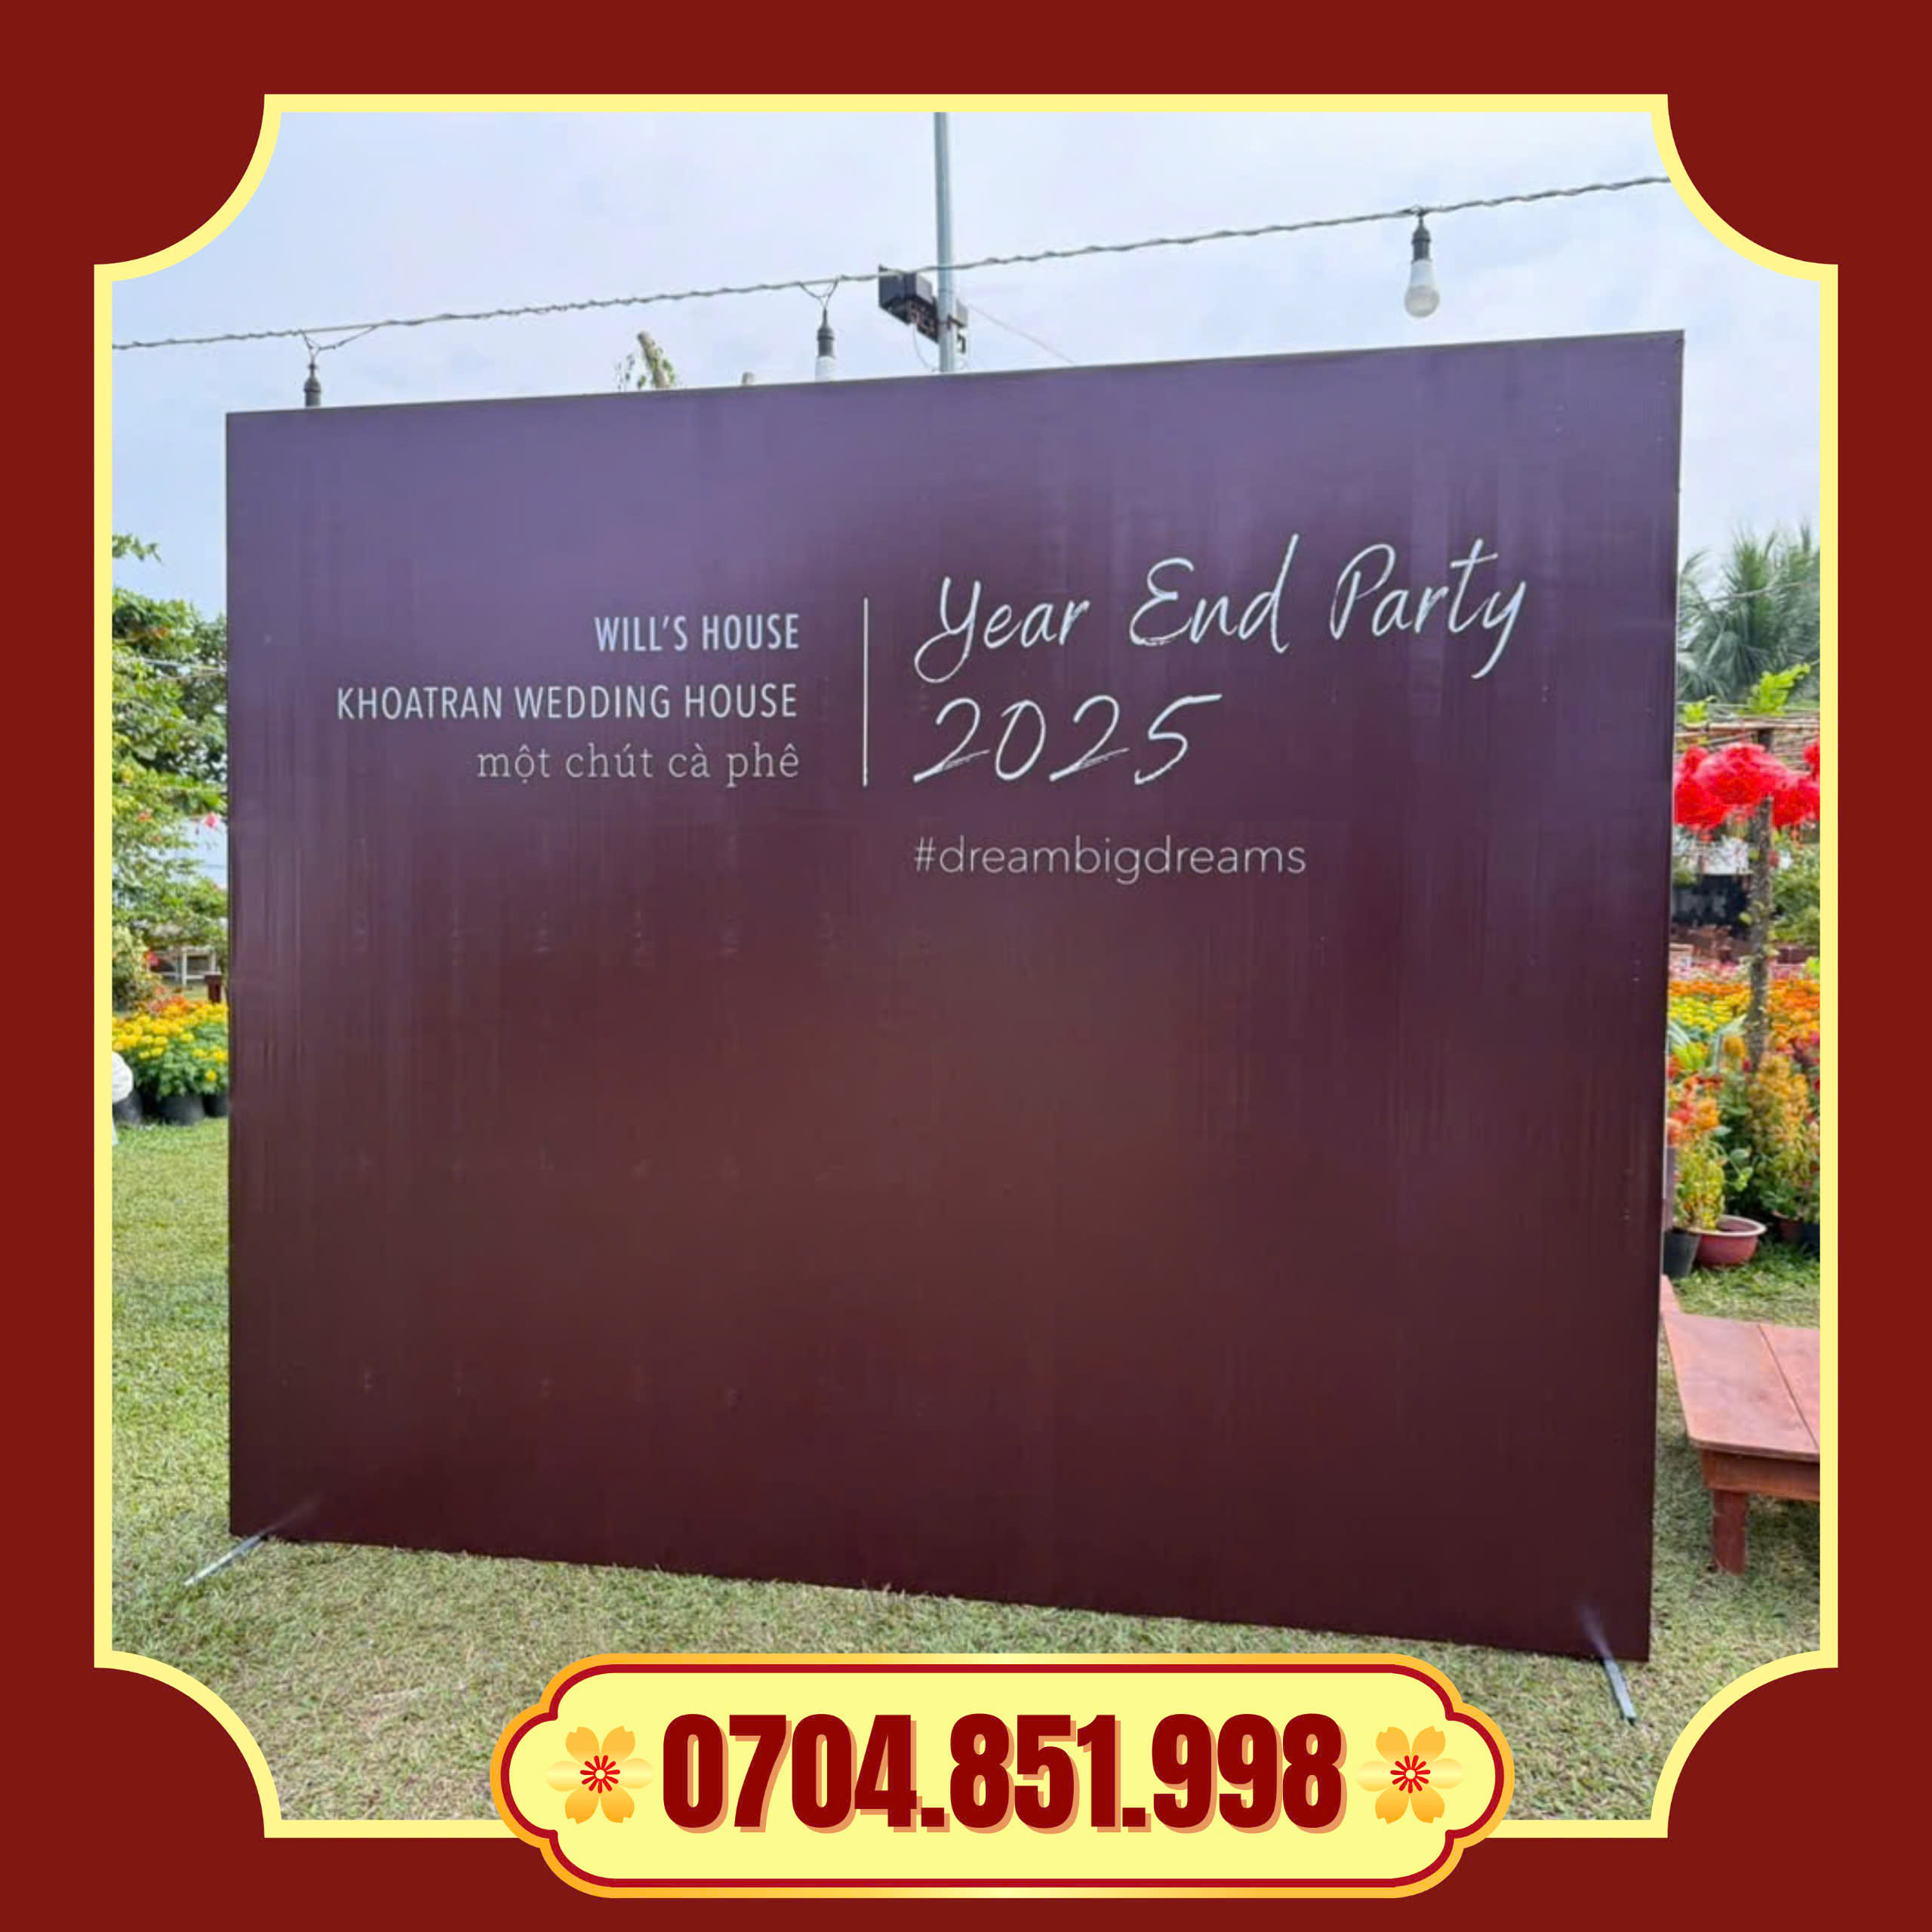 WILL'S HOUSE
KHOATRAN WEDDING HOUSE
một chút cà phê
Year End Party
2025
#dreambigdreams
0704.851.998